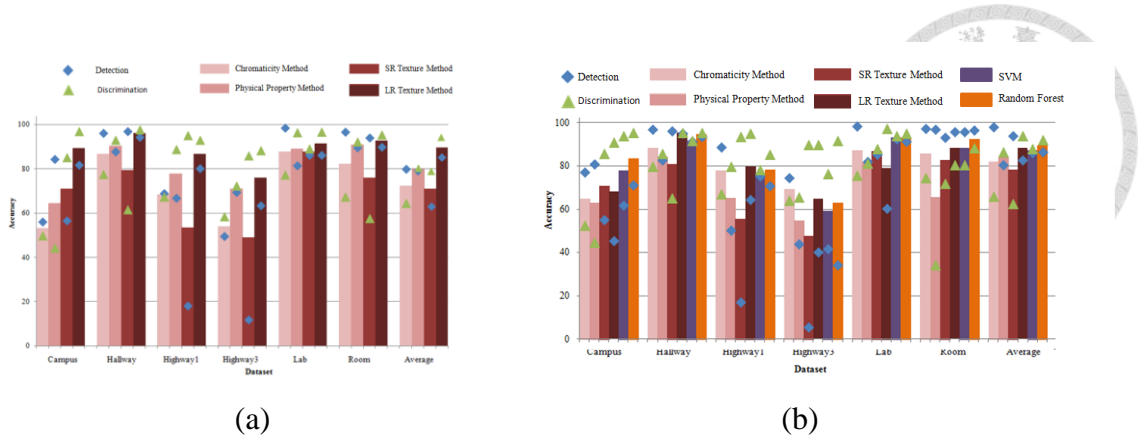 Detection
Chromaticity Method
SR Texture Method
Discrimination
Physical Property Method
LR Texture Method
100
80
60
40
20
0
Accuracy
Campus
Hallway
Highway1
Highway3
Lab
Room
Average
Dataset
(a)
Detection
Chromaticity Method
SR Texture Method
SVM
Discrimination
Physical Property Method
LR Texture Method
Random Forest
100
80
60
40
20
0
Accuracy
Campus
Hallway
Highway1
Highway3
Lab
Room
Average
Dataset
(b)